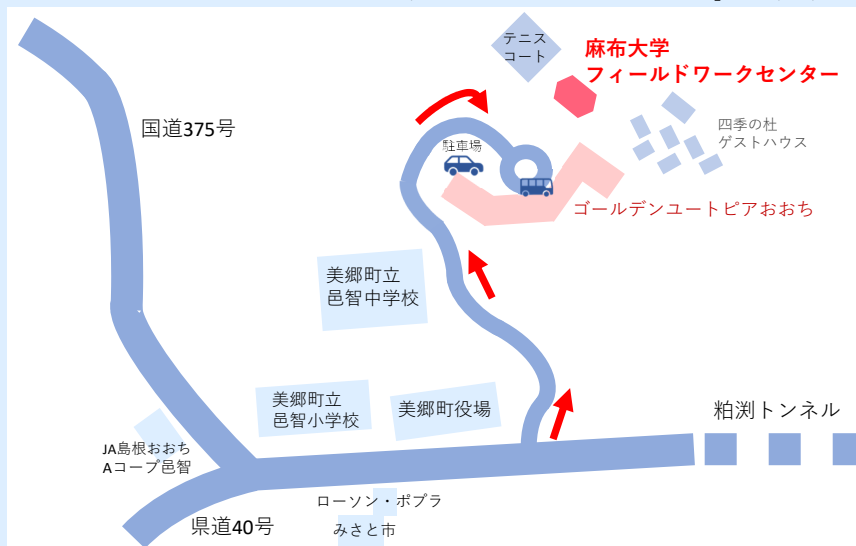 テニス
コート
麻布大学
フィールドワークセンター
国道375号
四季の杜
ゲストハウス
駐車場
ゴールデンユートピアおおち
美郷町立
邑智中学校
美郷町立
邑智小学校
美郷町役場
粕渕トンネル
JA島根おおち
Aコープ邑智
ローソン・ポプラ
県道40号
みさと市